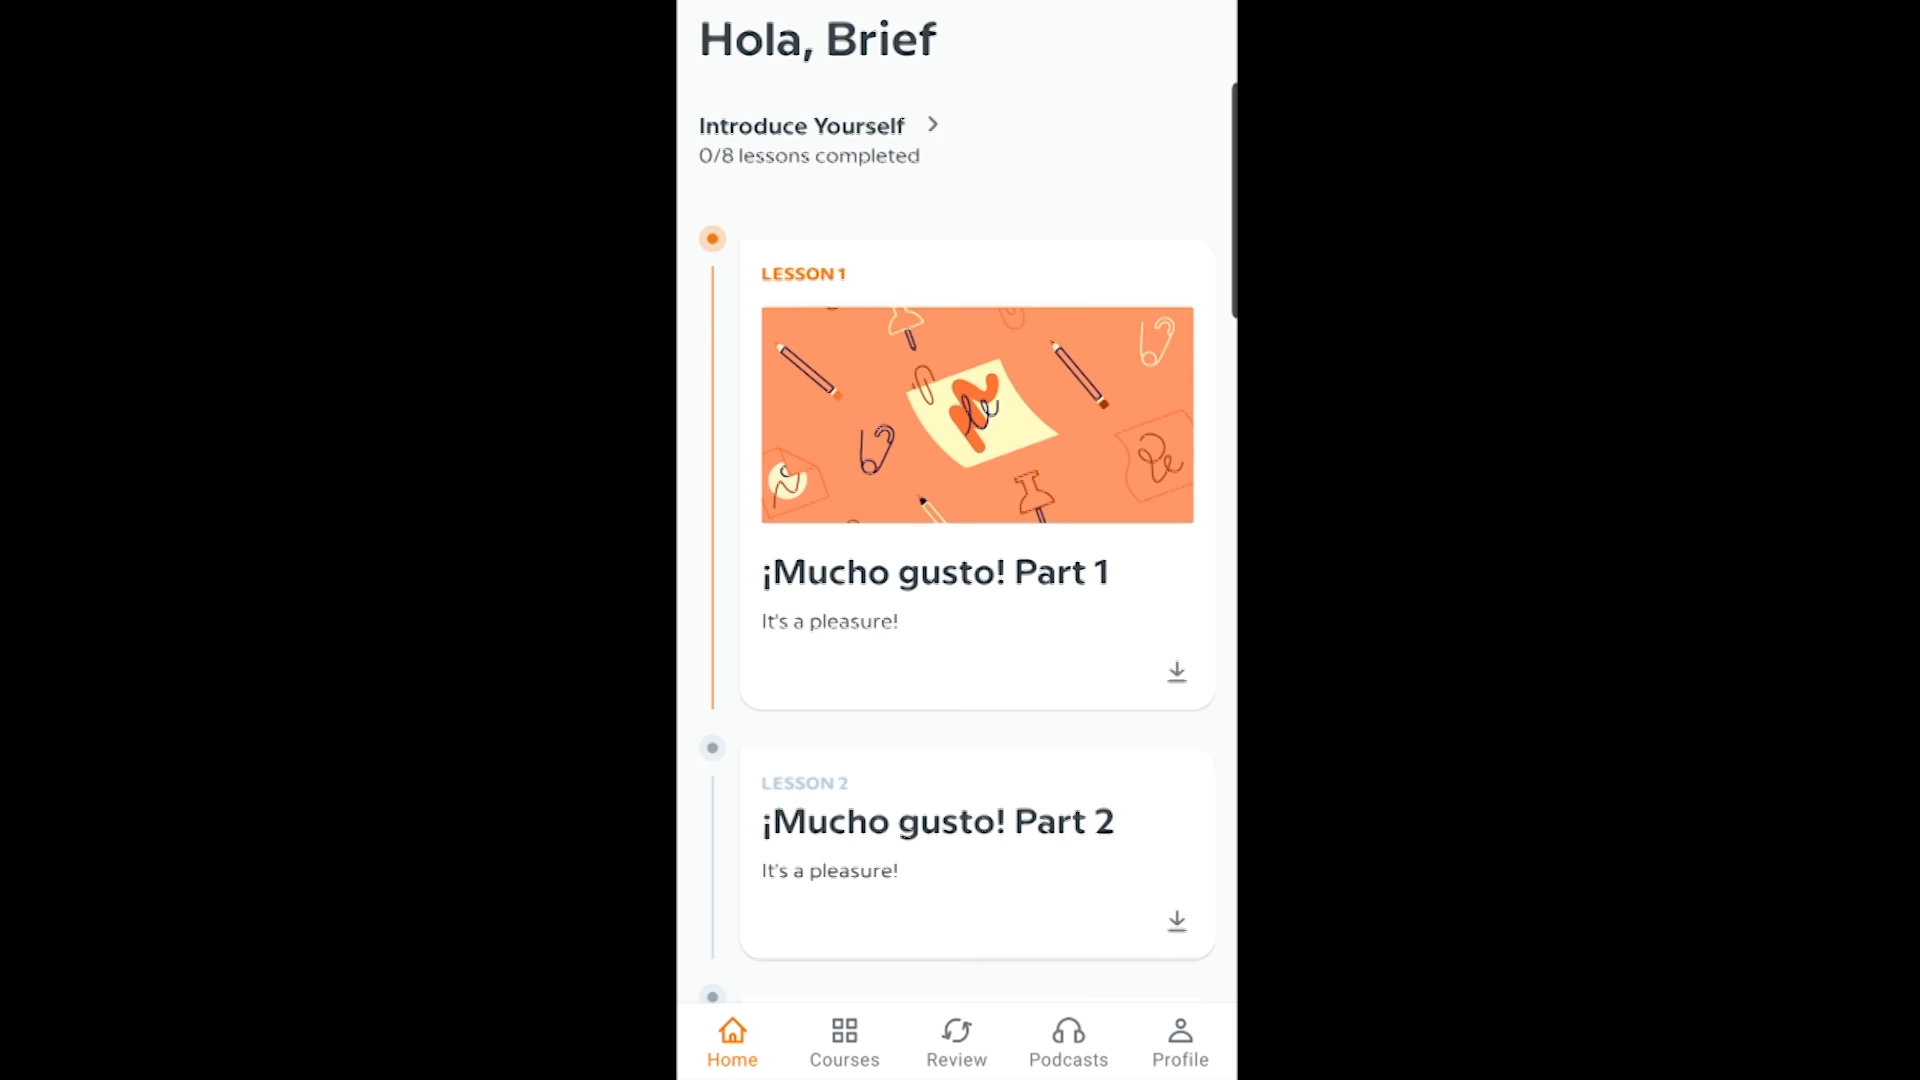 Hola, Brief
Introduce Yourself
0/8 lessons completed
LESSON 1
¡Mucho gusto! Part 1
It's a pleasure!
LESSON 2
¡Mucho gusto! Part 2
It's a pleasure!
Home Courses Review Podcasts Profile